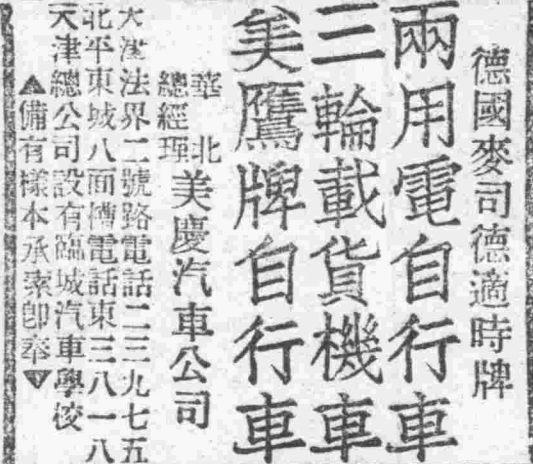 德國麥司德適時牌
兩用電自行車
三輪載貨機車
美鷹牌自行車
華北
總經理
美慶汽車公司
天津法界二號路電話二三九七五
北平東城八面槽電話東三八一八
天津總公司設有臨城汽車學校
▲備有樣本承索卽奉▼